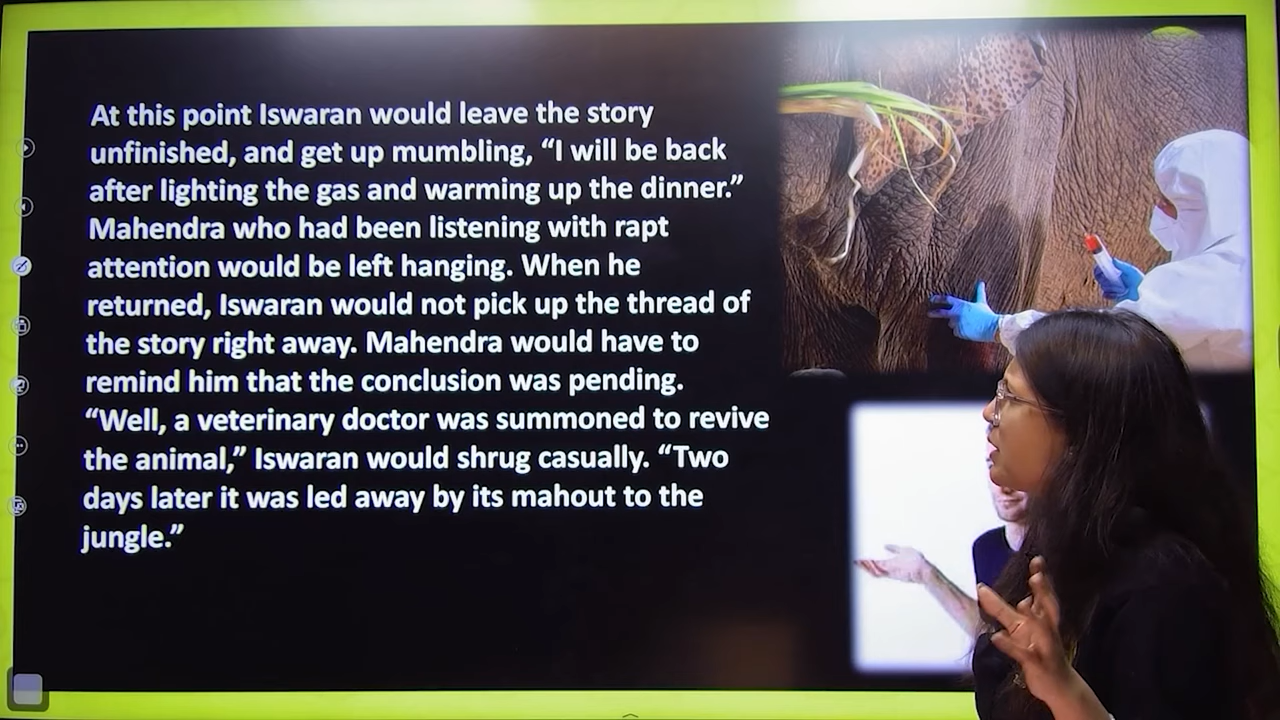 At this point Iswaran would leave the story
unfinished, and get up mumbling, “I will be back
after lighting the gas and warming up the dinner.”
Mahendra who had been listening with rapt
attention would be left hanging. When he
returned, Iswaran would not pick up the thread of
the story right away. Mahendra would have to
remind him that the conclusion was pending.
“Well, a veterinary doctor was summoned to revive
the animal,” Iswaran would shrug casually. “Two
days later it was led away by its mahout to the
jungle.”